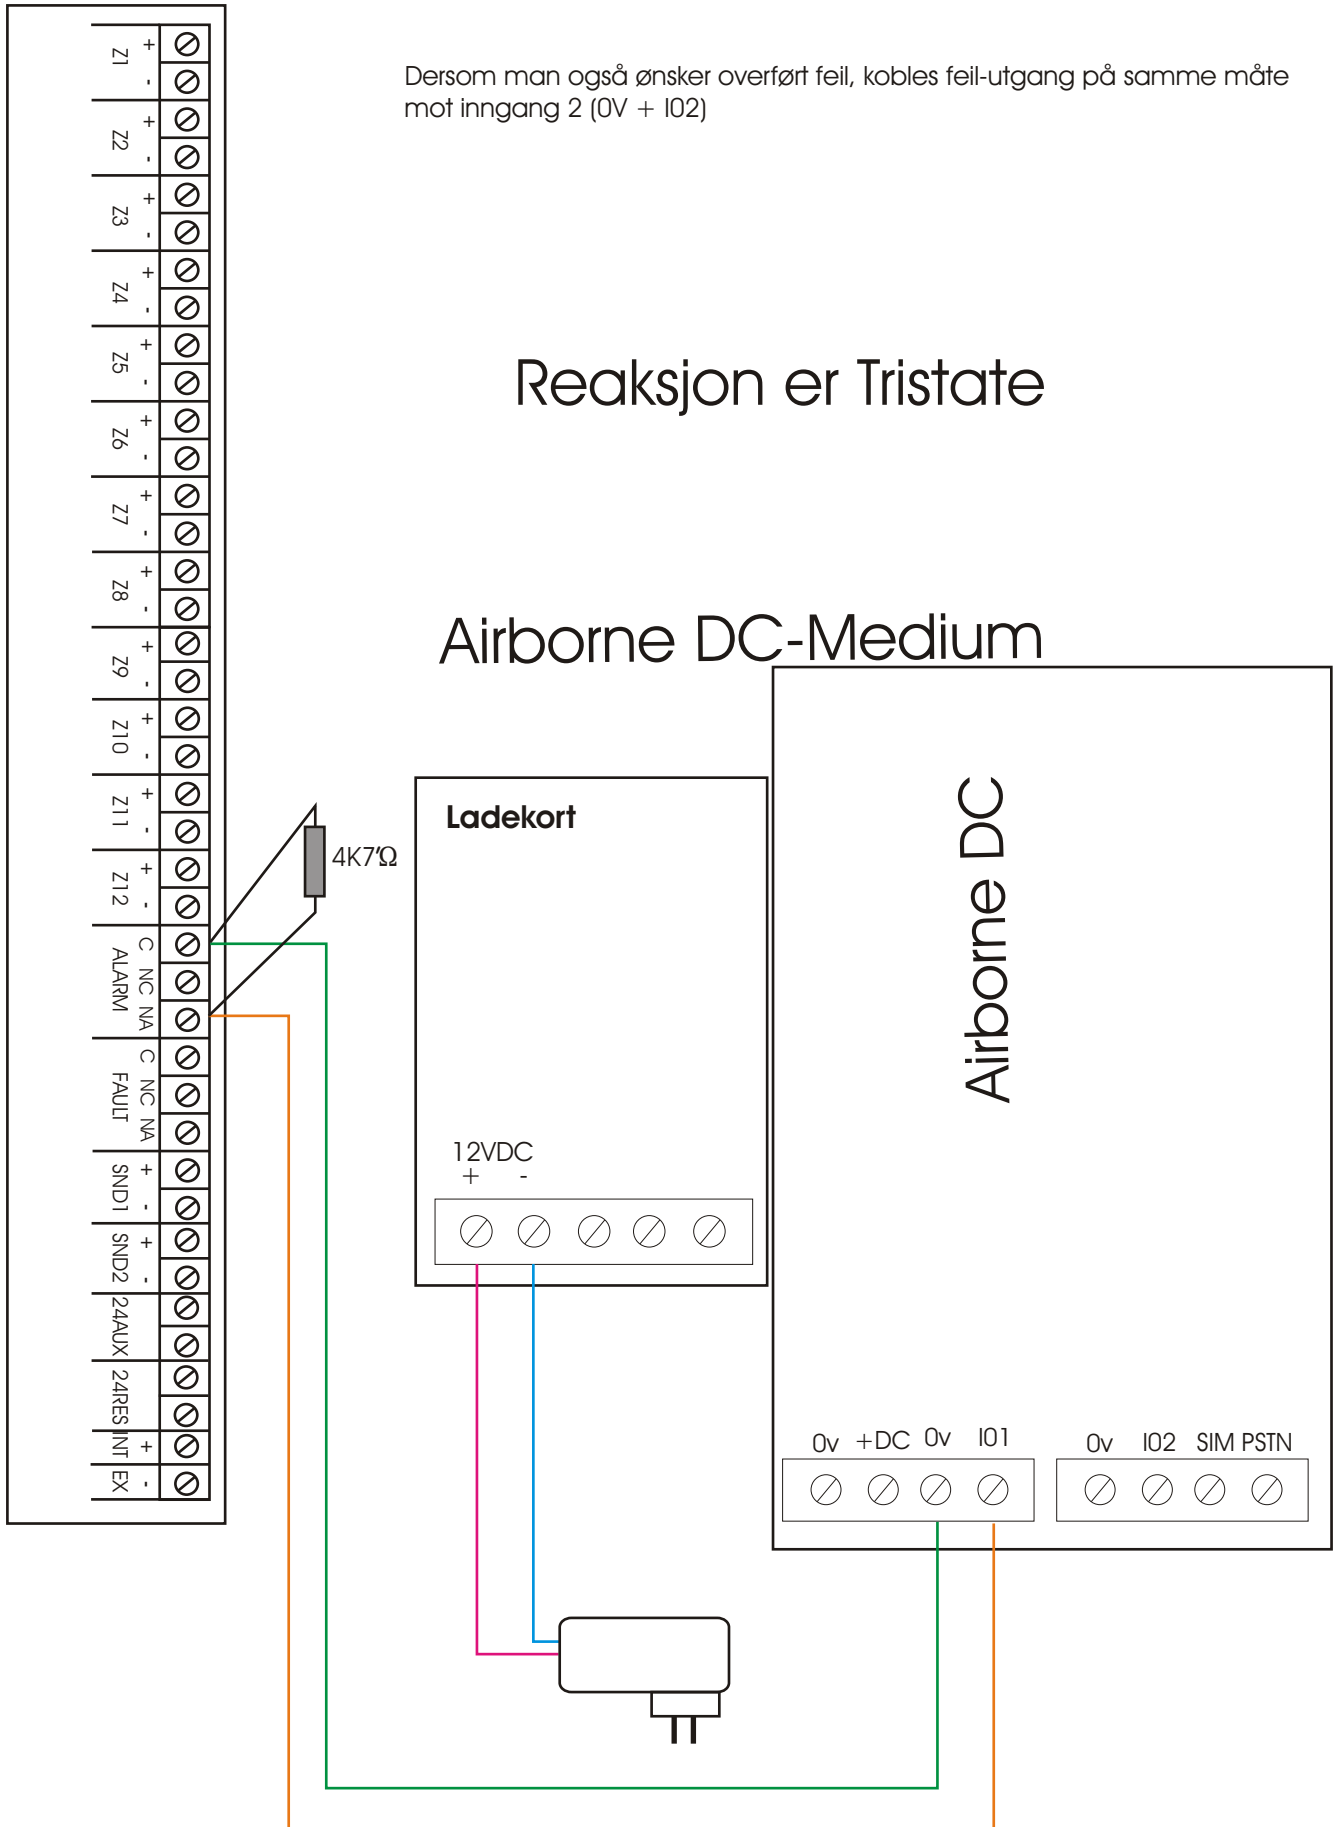 Dersom man også ønsker overført feil, kobles feil-utgang på samme måte
mot inngang 2 (0V + I02)
Reaksjon er Tristate
Airborne DC-Medium
Z1 + -
Z2 + -
Z3 + -
Z4 + -
Z5 + -
Z6 + -
Z7 + -
Z8 + -
Z9 + -
Z10 + -
Z11 + -
Z12 + -
ALARM
C NC NA
FAULT
C NC NA
SND1 + -
SND2 + -
24AUX
24RES
INT +
EX -
4K7'Ω
Ladekort
12VDC
+ -
Airborne DC
0v +DC 0v I01
0v I02 SIM PSTN